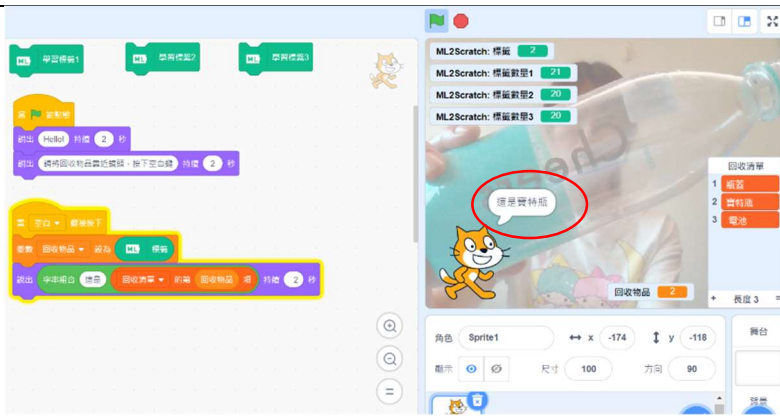 ML 學習標籤1
ML 學習標籤2
ML 學習標籤3
當 被點擊
說出 Hello! 持續 2 秒
說出 請將回收物品靠近鏡頭，按下空白鍵 持續 2 秒
當 空白 鍵被按下
變數 回收物品 設為 ML 標籤
說出 字串組合 這是 回收清單 的第 回收物品 項 持續 2 秒
ML2Scratch: 標籤 2
ML2Scratch: 標籤數量1 21
ML2Scratch: 標籤數量2 20
ML2Scratch: 標籤數量3 20
這是寶特瓶
回收清單
1 瓶蓋
2 寶特瓶
3 電池
+ 長度 3 =
回收物品 2
角色 Sprite1 x -174 y -118
顯示 尺寸 100 方向 90
舞台
背景